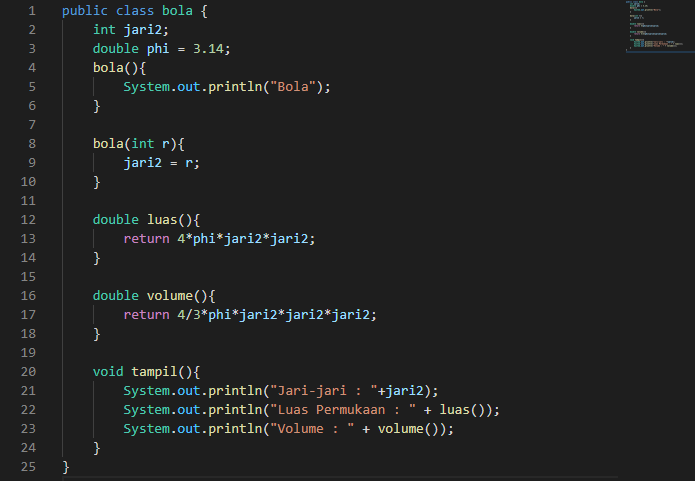 1 public class bola {
2     int jari2;
3     double phi = 3.14;
4     bola(){
5         System.out.println("Bola");
6     }
7
8     bola(int r){
9         jari2 = r;
10     }
11
12     double luas(){
13         return 4*phi*jari2*jari2;
14     }
15
16     double volume(){
17         return 4/3*phi*jari2*jari2*jari2;
18     }
19
20     void tampil(){
21         System.out.println("Jari-jari : "+jari2);
22         System.out.println("Luas Permukaan : " + luas());
23         System.out.println("Volume : " + volume());
24     }
25 }